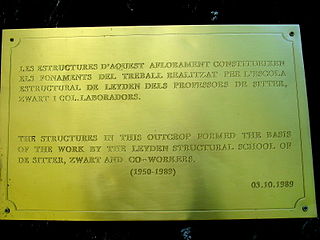 LES ESTRUCTURES D'AQUEST AFLORAMENT CONSTITUEIXEN
ELS FONAMENTS DEL TREBALL REALITZAT PER L'ESCOLA
ESTRUCTURAL DE LEYDEN DELS PROFESSORS DE SITTER,
ZWART I COL.LABORADORS.
THE STRUCTURES IN THIS OUTCROP FORMED THE BASIS
OF THE WORK BY THE LEYDEN STRUCTURAL SCHOOL OF
DE SITTER, ZWART AND CO-WORKERS.
(1950-1989)
03.10.1989